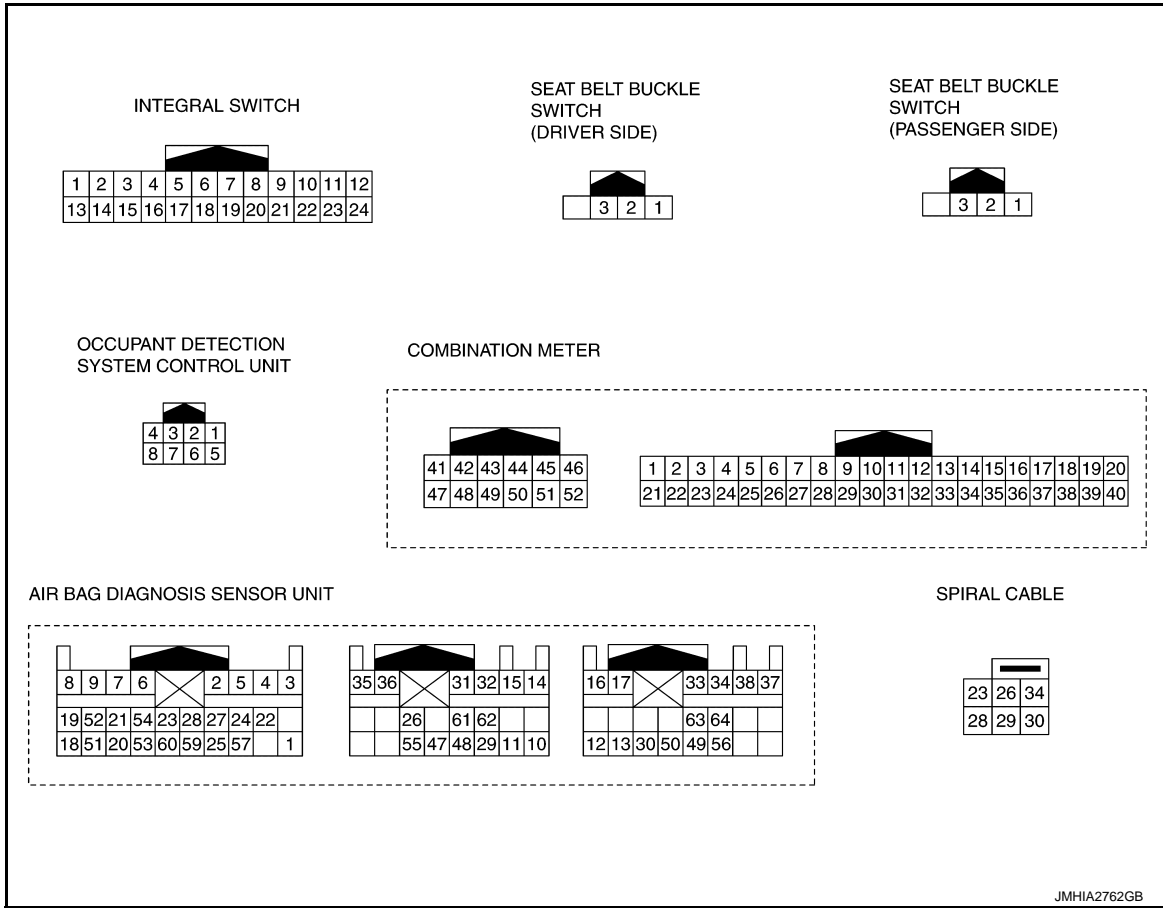 INTEGRAL SWITCH
1 2 3 4 5 6 7 8 9 10 11 12
13 14 15 16 17 18 19 20 21 22 23 24
SEAT BELT BUCKLE
SWITCH
(DRIVER SIDE)
3 2 1
SEAT BELT BUCKLE
SWITCH
(PASSENGER SIDE)
3 2 1
OCCUPANT DETECTION
SYSTEM CONTROL UNIT
4 3 2 1
8 7 6 5
COMBINATION METER
41 42 43 44 45 46
47 48 49 50 51 52
1 2 3 4 5 6 7 8 9 10 11 12 13 14 15 16 17 18 19 20
21 22 23 24 25 26 27 28 29 30 31 32 33 34 35 36 37 38 39 40
AIR BAG DIAGNOSIS SENSOR UNIT
8 9 7 6 2 5 4 3
19 52 21 54 23 28 27 24 22
18 51 20 53 60 59 25 57 1
35 36 31 32 15 14
26 61 62
55 47 48 29 11 10
16 17 33 34 38 37
63 64
12 13 30 50 49 56
SPIRAL CABLE
23 26 34
28 29 30
JMHIA2762GB